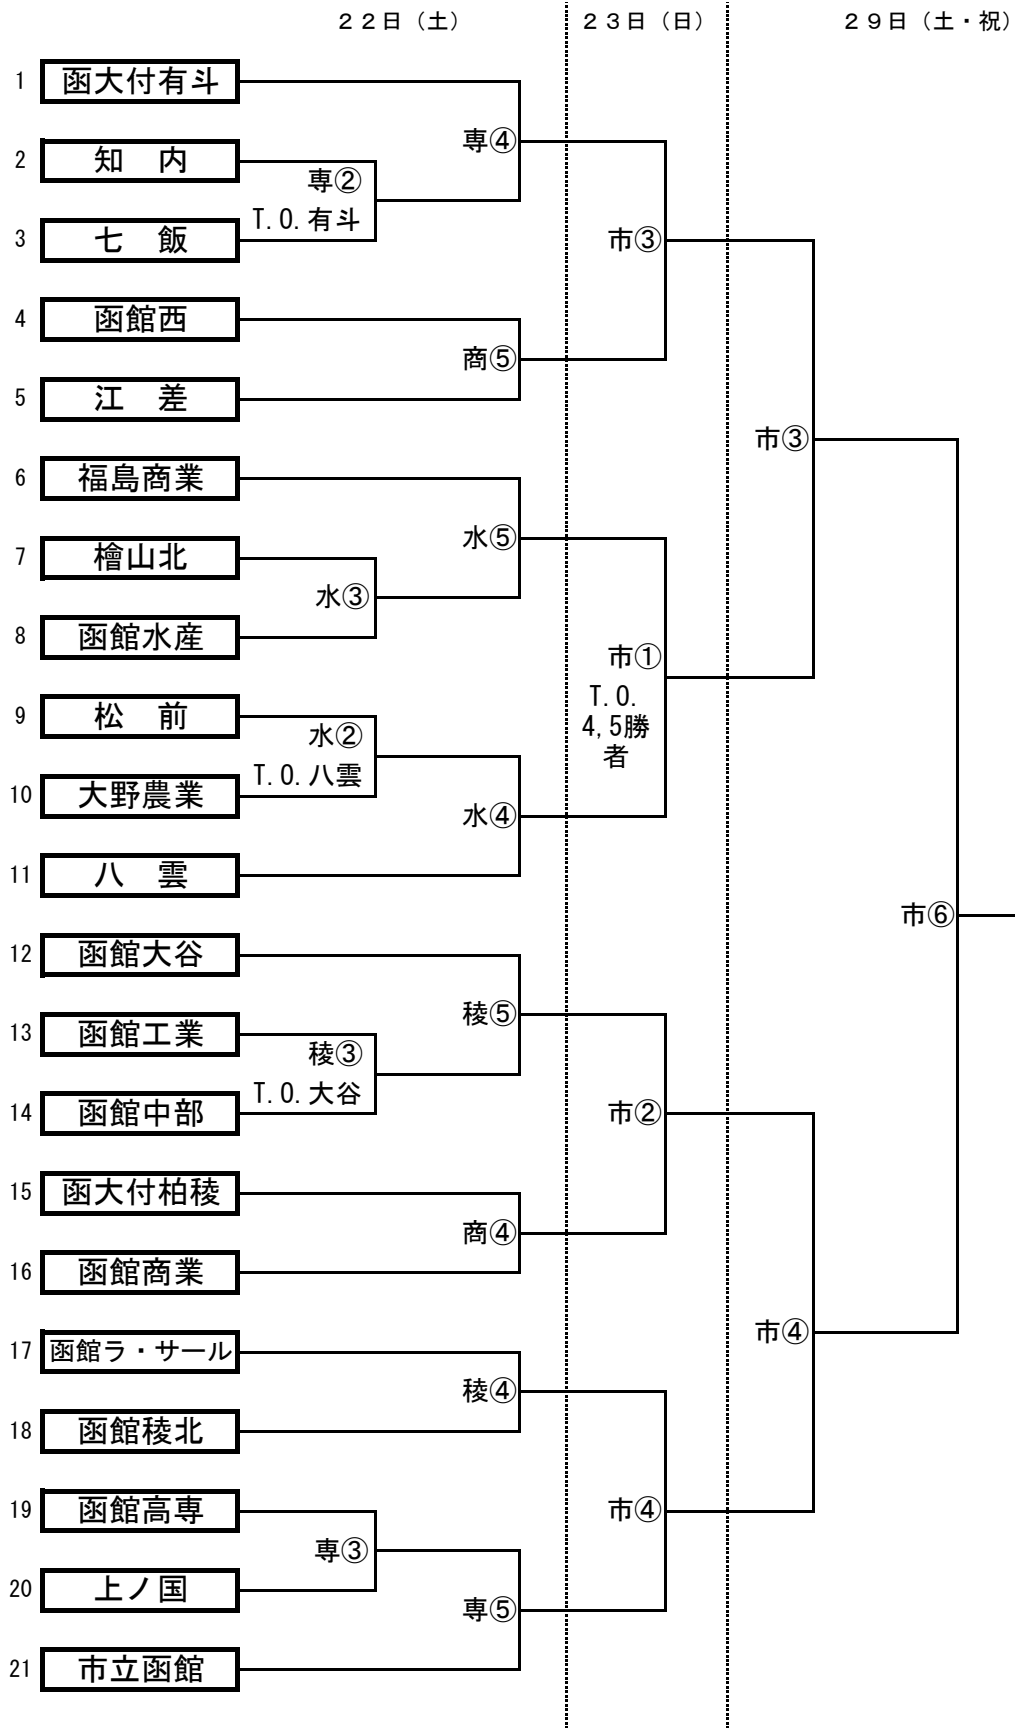 ２２日（土）
２３日（日）
２９日（土・祝）
1 函大付有斗
専④
2 知　内
専②
T.O.有斗
3 七　飯
市③
4 函館西
商⑤
5 江　差
市③
6 福島商業
水⑤
7 檜山北
水③
8 函館水産
市①
T.O.
4,5勝
者
9 松　前
水②
T.O.八雲
10 大野農業
水④
11 八　雲
市⑥
12 函館大谷
稜⑤
13 函館工業
稜③
T.O.大谷
14 函館中部
市②
15 函大付柏稜
商④
16 函館商業
市④
17 函館ラ・サール
稜④
18 函館稜北
19 函館高専
市④
専③
20 上ノ国
専⑤
21 市立函館